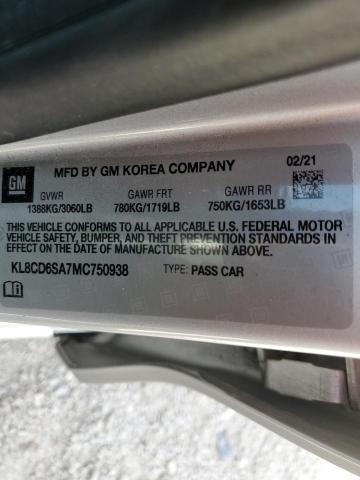 GM
MFD BY GM KOREA COMPANY 02/21
GVWR GAWR FRT GAWR RR
1388KG/3060LB 780KG/1719LB 750KG/1653LB
THIS VEHICLE CONFORMS TO ALL APPLICABLE U.S. FEDERAL MOTOR
VEHICLE SAFETY, BUMPER, AND THEFT PREVENTION STANDARDS IN
EFFECT ON THE DATE OF MANUFACTURE SHOWN ABOVE.
KL8CD6SA7MC750938 TYPE: PASS CAR